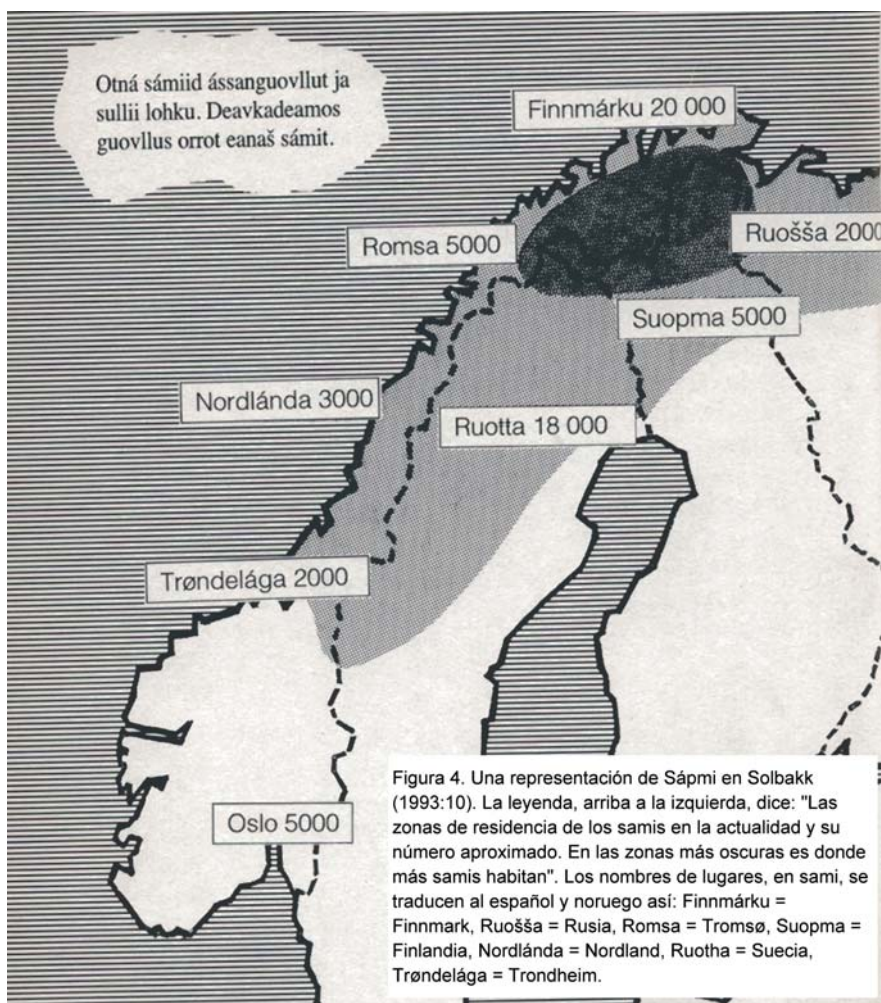 Otná sámiid ássanguovllut ja
sullii lohku. Deavkadeamos
guovllus orrot eanaš sámit.
Finnmárku 20 000
Romsa 5000
Ruošša 2000
Suopma 5000
Nordlánda 3000
Ruotta 18 000
Trøndelága 2000
Oslo 5000
Figura 4. Una representación de Sápmi en Solbakk
(1993:10). La leyenda, arriba a la izquierda, dice: "Las
zonas de residencia de los samis en la actualidad y su
número aproximado. En las zonas más oscuras es donde
más samis habitan". Los nombres de lugares, en sami, se
traducen al español y noruego así: Finnmárku =
Finnmark, Ruošša = Rusia, Romsa = Tromsø, Suopma =
Finlandia, Nordlánda = Nordland, Ruotha = Suecia,
Trøndelága = Trondheim.